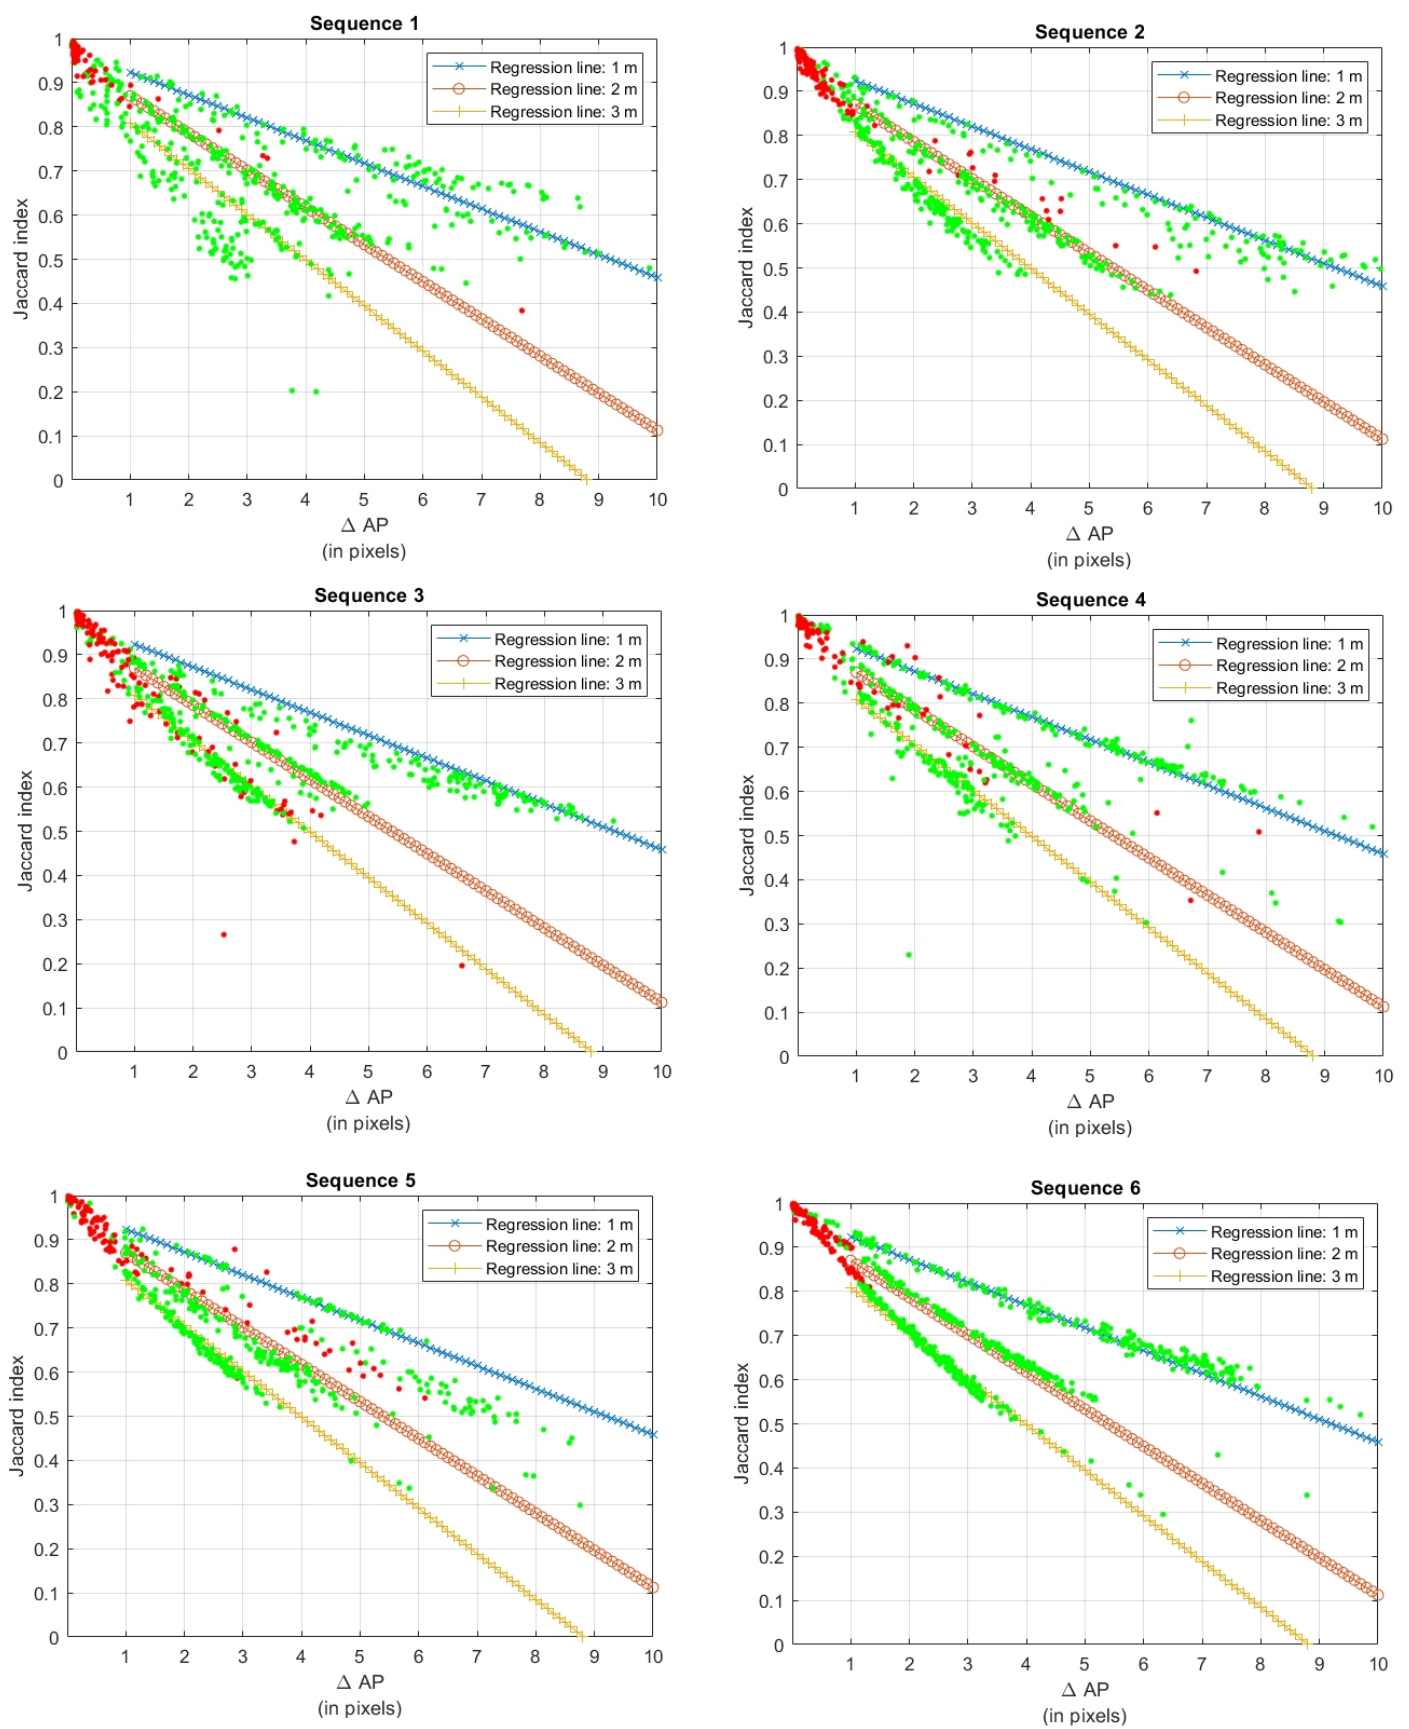 Sequence 1
1
0.9
0.8
0.7
0.6
0.5
0.4
0.3
0.2
0.1
0
Jaccard index
Regression line: 1 m
Regression line: 2 m
Regression line: 3 m
1 2 3 4 5 6 7 8 9 10
Δ AP
(in pixels)
Sequence 2
1
0.9
0.8
0.7
0.6
0.5
0.4
0.3
0.2
0.1
0
Jaccard index
Regression line: 1 m
Regression line: 2 m
Regression line: 3 m
1 2 3 4 5 6 7 8 9 10
Δ AP
(in pixels)
Sequence 3
1
0.9
0.8
0.7
0.6
0.5
0.4
0.3
0.2
0.1
0
Jaccard index
Regression line: 1 m
Regression line: 2 m
Regression line: 3 m
1 2 3 4 5 6 7 8 9 10
Δ AP
(in pixels)
Sequence 4
1
0.9
0.8
0.7
0.6
0.5
0.4
0.3
0.2
0.1
0
Jaccard index
Regression line: 1 m
Regression line: 2 m
Regression line: 3 m
1 2 3 4 5 6 7 8 9 10
Δ AP
(in pixels)
Sequence 5
1
0.9
0.8
0.7
0.6
0.5
0.4
0.3
0.2
0.1
0
Jaccard index
Regression line: 1 m
Regression line: 2 m
Regression line: 3 m
1 2 3 4 5 6 7 8 9 10
Δ AP
(in pixels)
Sequence 6
1
0.9
0.8
0.7
0.6
0.5
0.4
0.3
0.2
0.1
0
Jaccard index
Regression line: 1 m
Regression line: 2 m
Regression line: 3 m
1 2 3 4 5 6 7 8 9 10
Δ AP
(in pixels)